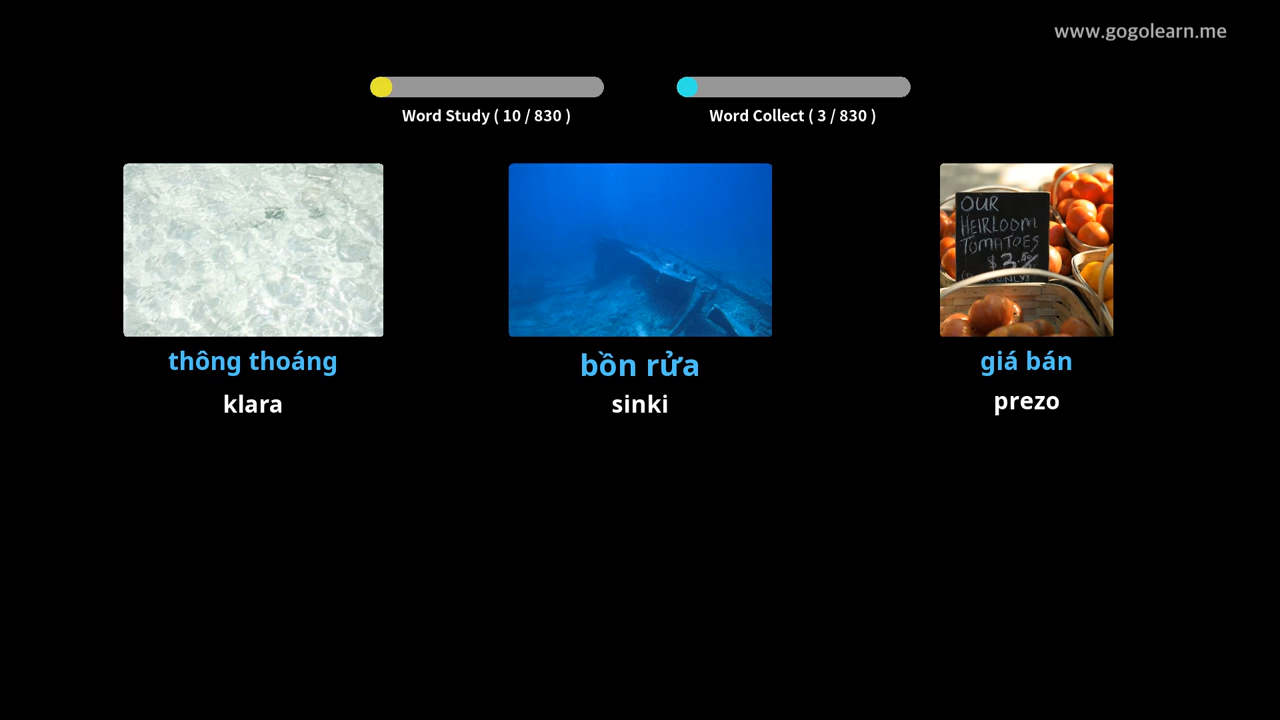 www.gogolearn.me
Word Study ( 10 / 830 )
Word Collect ( 3 / 830 )
OUR
HEIRLOOM
TOMATOES
$3.
thông thoáng
bồn rửa
giá bán
klara
sinki
prezo